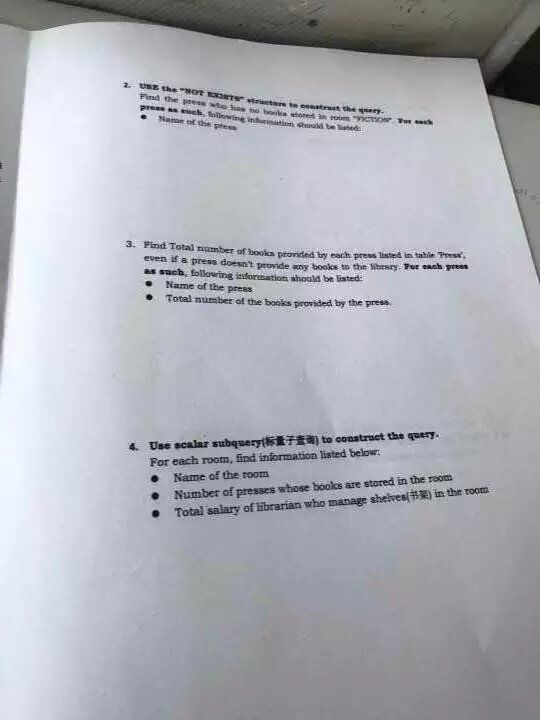 2. USE the "NOT EXISTS" structure to construct the query.
Find the press who has no books stored in room "FICTION". For each
press as such, following information should be listed:
● Name of the press
3. Find Total number of books provided by each press listed in table 'Press',
even if a press doesn't provide any books to the library. For each press
as such, following information should be listed:
● Name of the press
● Total number of the books provided by the press.
4. Use scalar subquery(标量子查询) to construct the query.
For each room, find information listed below:
● Name of the room
● Number of presses whose books are stored in the room
● Total salary of librarian who manage shelves(书架) in the room